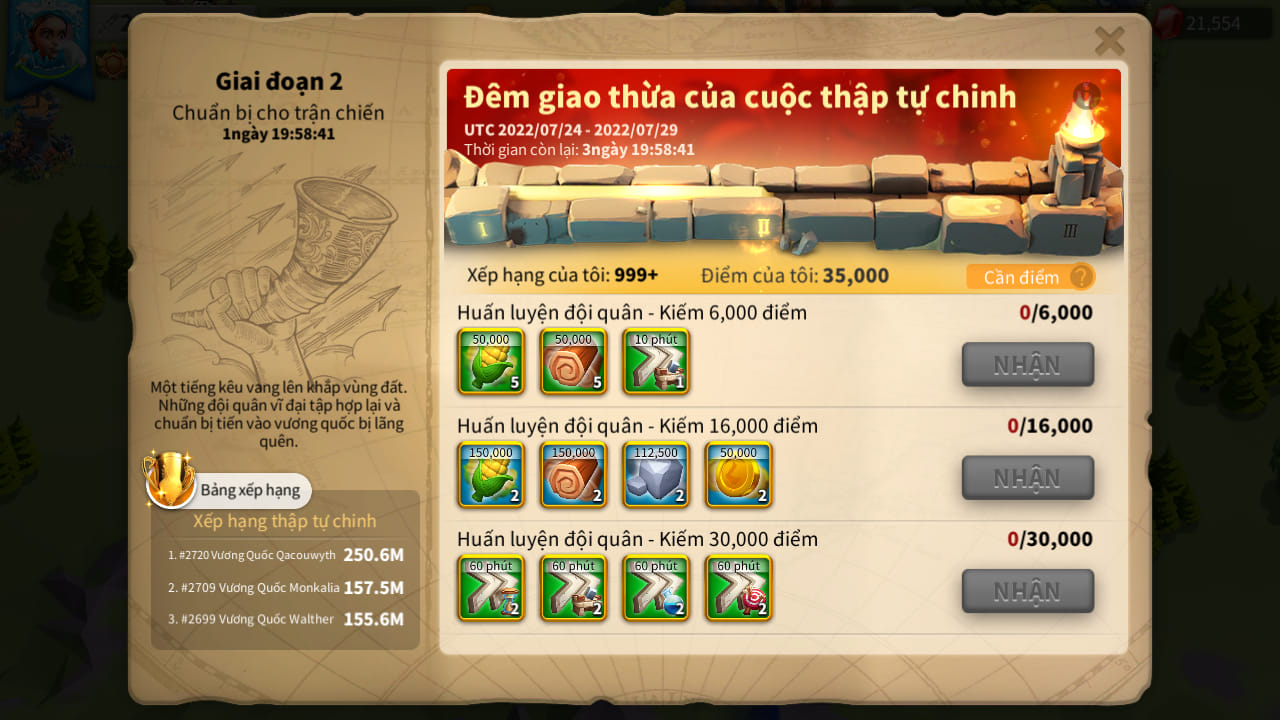 21,554
Giai đoạn 2
Chuẩn bị cho trận chiến
1ngày 19:58:41
Một tiếng kêu vang lên khắp vùng đất.
Những đội quân vĩ đại tập hợp lại và
chuẩn bị tiến vào vương quốc bị lãng
quên.
Bảng xếp hạng
Xếp hạng thập tự chinh
1. #2720 Vương Quốc Qacouwyth 250.6M
2. #2709 Vương Quốc Monkalia 157.5M
3. #2699 Vương Quốc Walther 155.6M
Đêm giao thừa của cuộc thập tự chinh
UTC 2022/07/24 - 2022/07/29
Thời gian còn lại: 3ngày 19:58:41
I II III
Xếp hạng của tôi: 999+ Điểm của tôi: 35,000 Cần điểm ?
Huấn luyện đội quân - Kiếm 6,000 điểm 0/6,000
50,000 50,000 10 phút
5 5 1
NHẬN
Huấn luyện đội quân - Kiếm 16,000 điểm 0/16,000
150,000 150,000 112,500 50,000
2 2 2 2
NHẬN
Huấn luyện đội quân - Kiếm 30,000 điểm 0/30,000
60 phút 60 phút 60 phút 60 phút
2 2 2 2
NHẬN